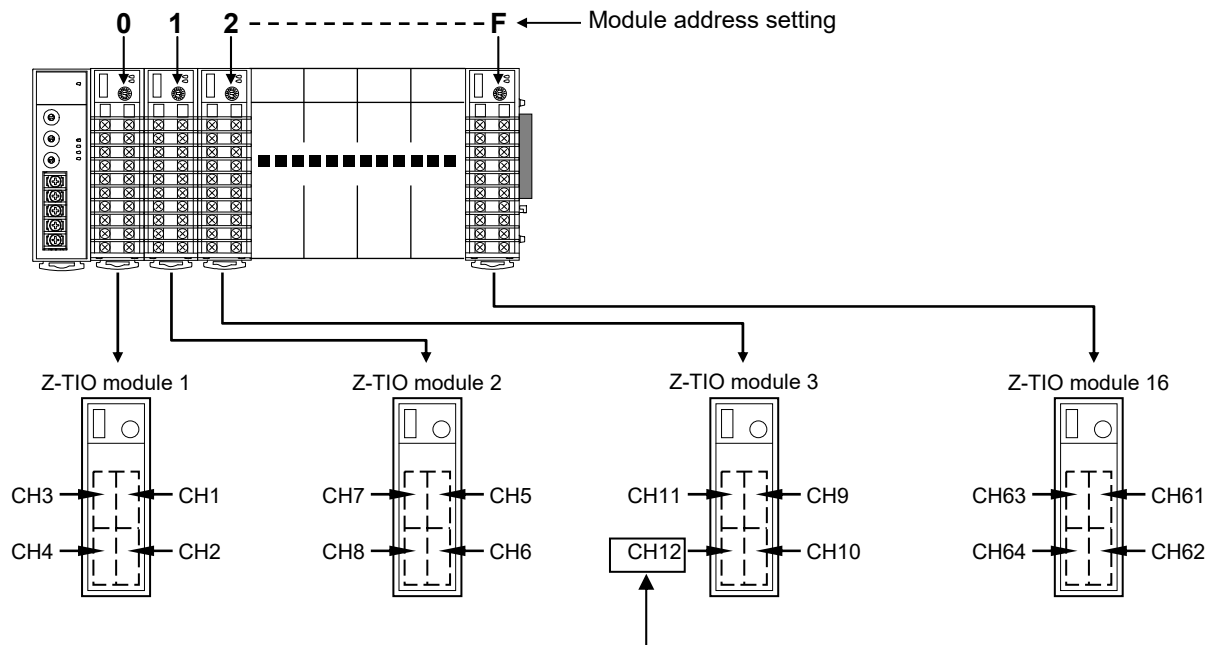 0 1 2 F Module address setting
Z-TIO module 1 Z-TIO module 2 Z-TIO module 3 Z-TIO module 16
CH3 CH1 CH7 CH5 CH11 CH9 CH63 CH61
CH4 CH2 CH8 CH6 CH12 CH10 CH64 CH62